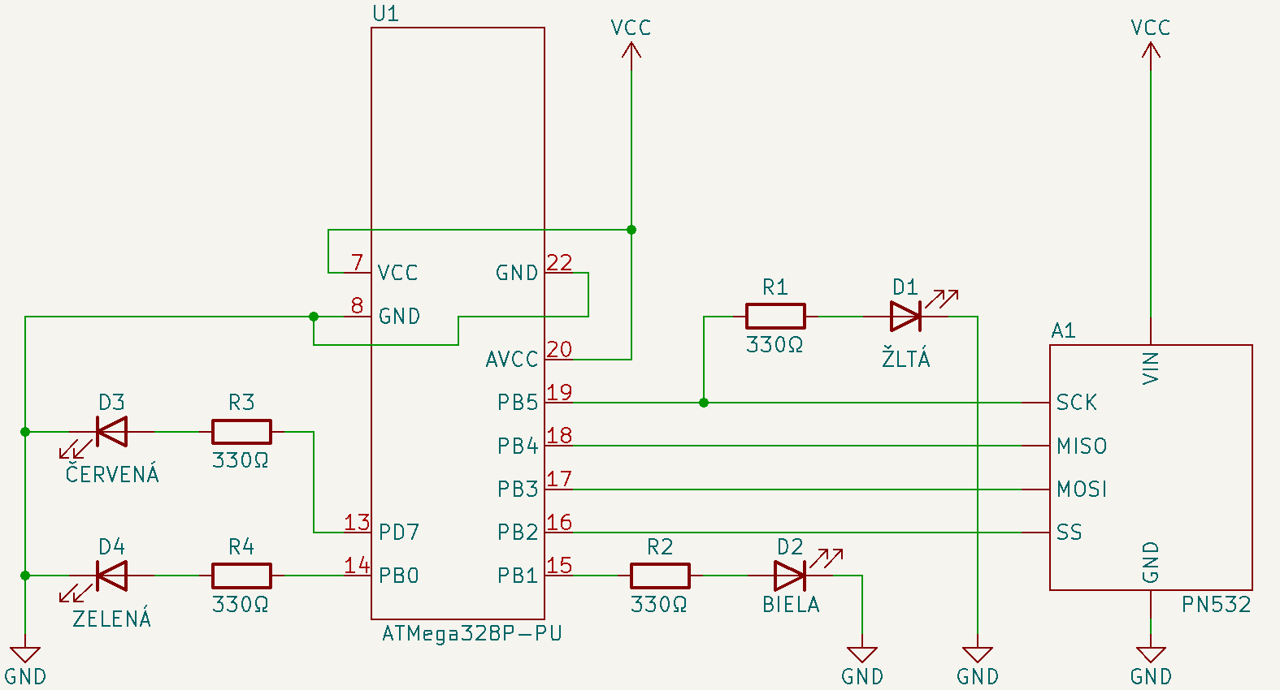 U1
VCC
VCC
7
VCC
GND
22
8
GND
AVCC
20
R1
330Ω
D1
ŽLTÁ
A1
VIN
PB5
19
SCK
PB4
18
MISO
PB3
17
MOSI
PB2
16
SS
PB1
15
GND
PN532
D3
ČERVENÁ
R3
330Ω
13
PD7
D4
ZELENÁ
R4
330Ω
14
PB0
R2
330Ω
D2
BIELA
ATMega328P-PU
GND
GND
GND
GND